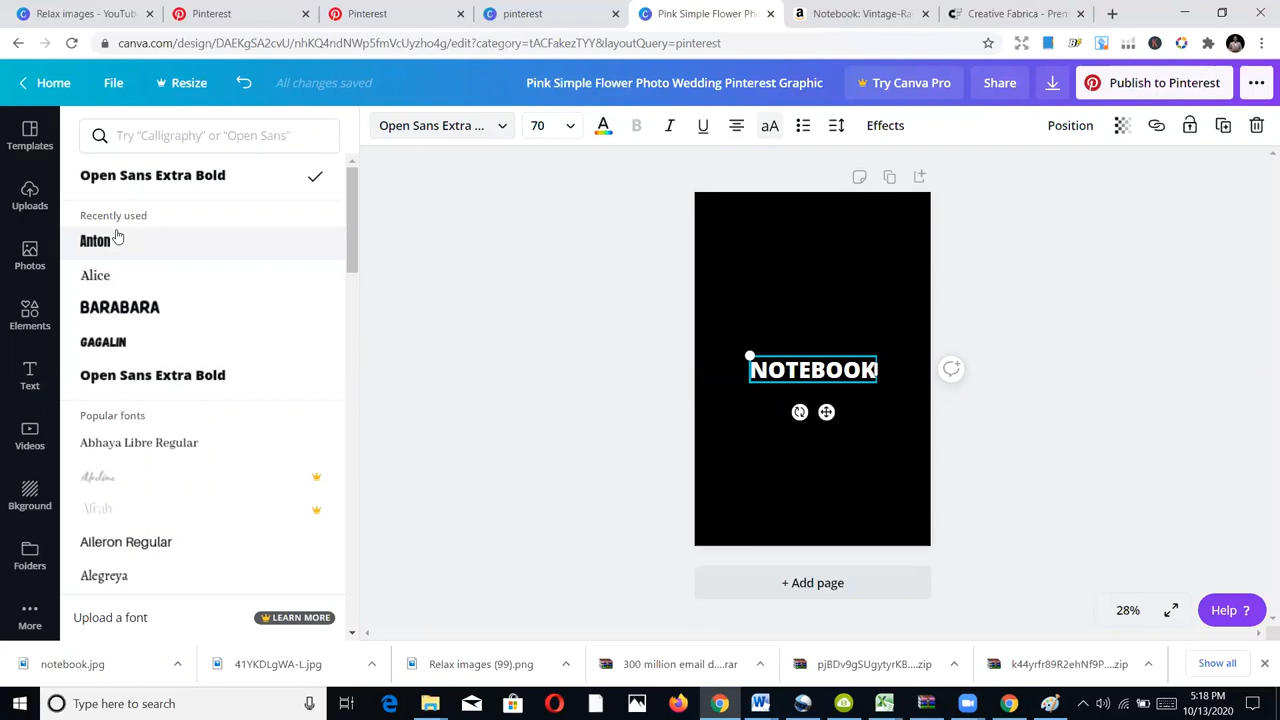 Canva - YouTub
Pinterest
Pinterest
pinterest
Pink Simple Flower Pho
Notebook: Vintage-Ra
Creative Fabrica - Prem
canva.com/design/DAEKgSA2cvU/nhKQ4ndNWp5fmVcUyzho4g/edit?category=tACFakezTYY&layoutQuery=pinterest
Home
File
Resize
All changes saved
Pink Simple Flower Photo Wedding Pinterest Graphic
Try Canva Pro
Share
Publish to Pinterest
Templates
Uploads
Photos
Elements
Text
Videos
Bkground
Folders
More
Try “Calligraphy” or “Open Sans”
Open Sans Extra ...
70
A
B
I
U
aA
Effects
Position
Open Sans Extra Bold
Recently used
Anton
Alice
BARABARA
GAGALIN
Open Sans Extra Bold
Popular fonts
Abhaya Libre Regular
Aileron Regular
Alegreya
Upload a font
LEARN MORE
NOTEBOOK
+ Add page
28%
Help ?
notebook.jpg
41YKDLgWA-L.jpg
Relax images (99).png
300 million email d....rar
pjBDv9gSUgytyrKB....zip
k44yrfr89R2ehNf9P....zip
Show all
Type here to search
5:18 PM
10/13/2020